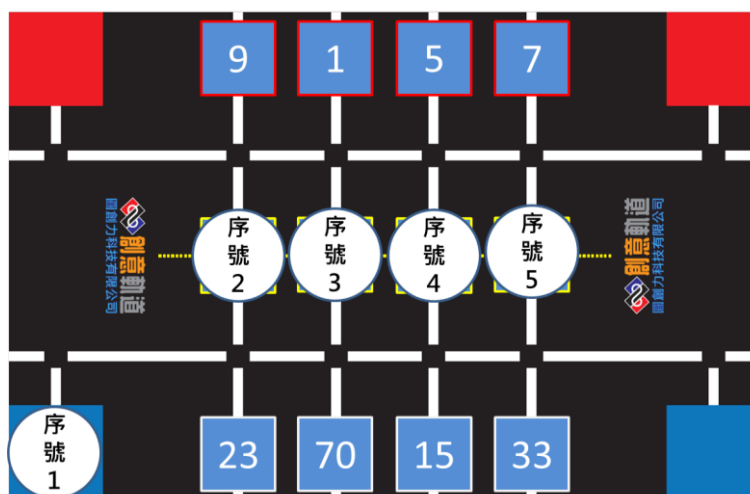 9 1 5 7
創意軌道
圓創力科技有限公司
創意軌道
圓創力科技有限公司
序號2
序號3
序號4
序號5
序號1
23 70 15 33